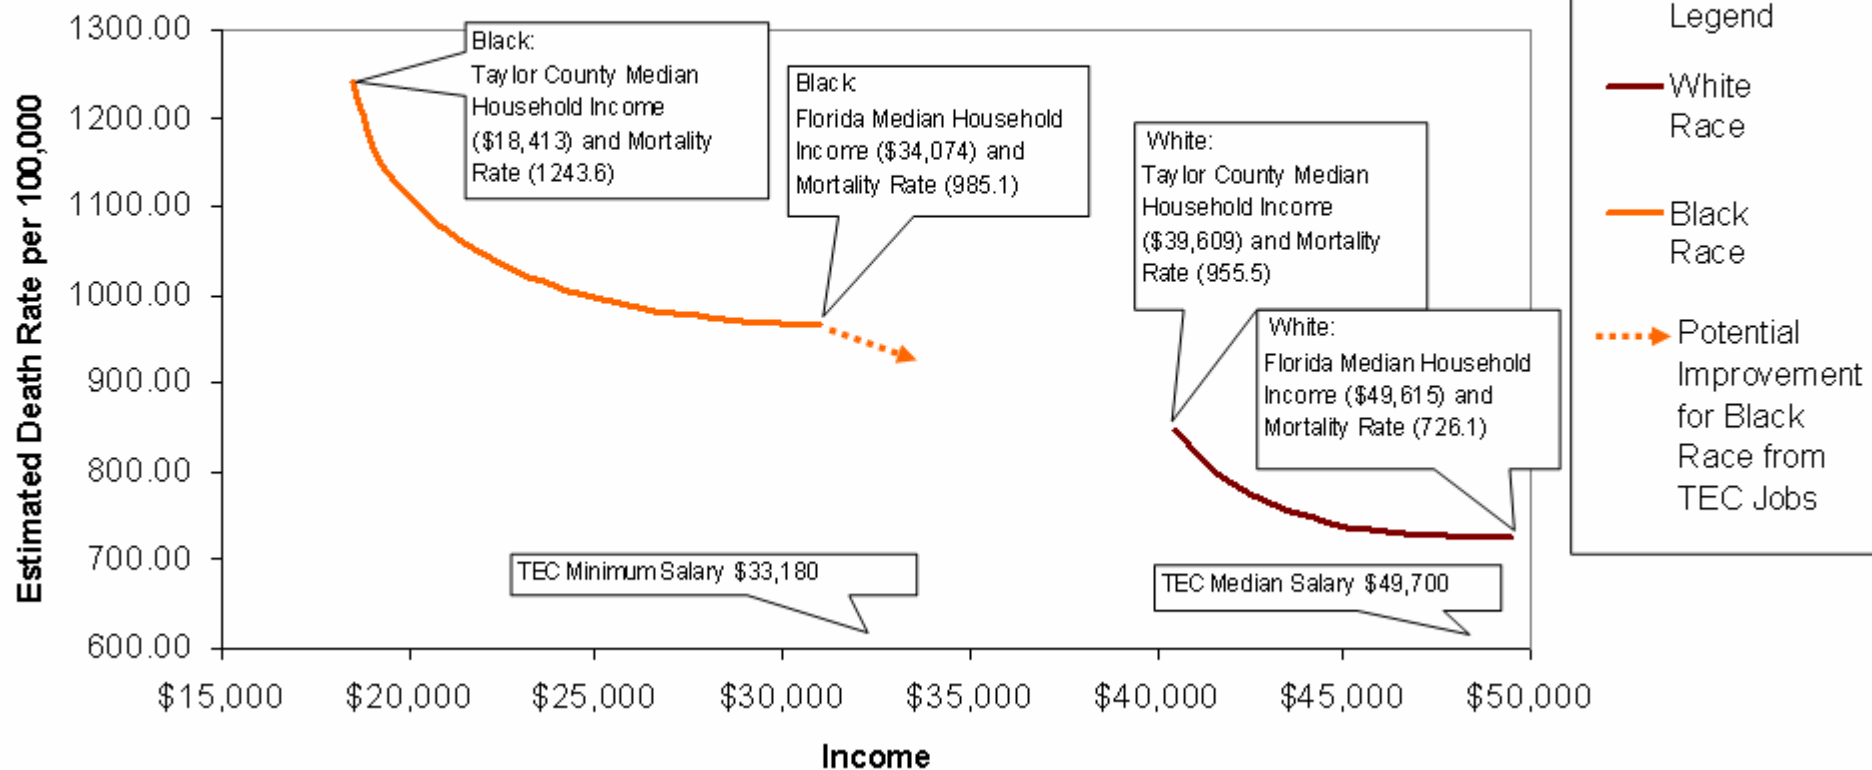 Estimated Death Rate per 100,000
1300.00
1200.00
1100.00
1000.00
900.00
800.00
700.00
600.00
Black:
Taylor County Median
Household Income
($18,413) and Mortality
Rate (1243.6)
Black
Florida Median Household
Income ($34,074) and
Mortality Rate (985.1)
White:
Taylor County Median
Household Income
($39,609) and Mortality
Rate (955.5)
White:
Florida Median Household
Income ($49,615) and
Mortality Rate (726.1)
TEC Minimum Salary $33,180
TEC Median Salary $49,700
$15,000
$20,000
$25,000
$30,000
$35,000
$40,000
$45,000
$50,000
Income
Legend
White
Race
Black
Race
Potential
Improvement
for Black
Race from
TEC Jobs